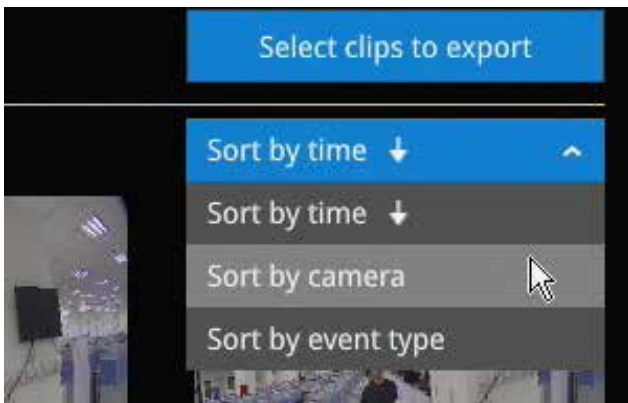 Select clips to export
Sort by time ↓
Sort by time ↓
Sort by camera
Sort by event type